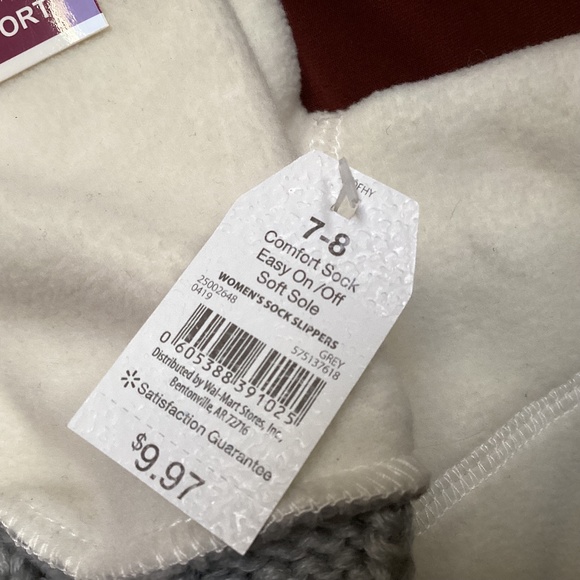 ORT
7-8
Comfort Sock
Easy On/Off
Soft Sole
WOMEN'S SOCK SLIPPERS
25002648 GREY
0419 575137618
0 605388 391025
Distributed by Wal-Mart Stores, Inc.,
Bentonville, AR 72716
*Satisfaction Guarantee
$9.97